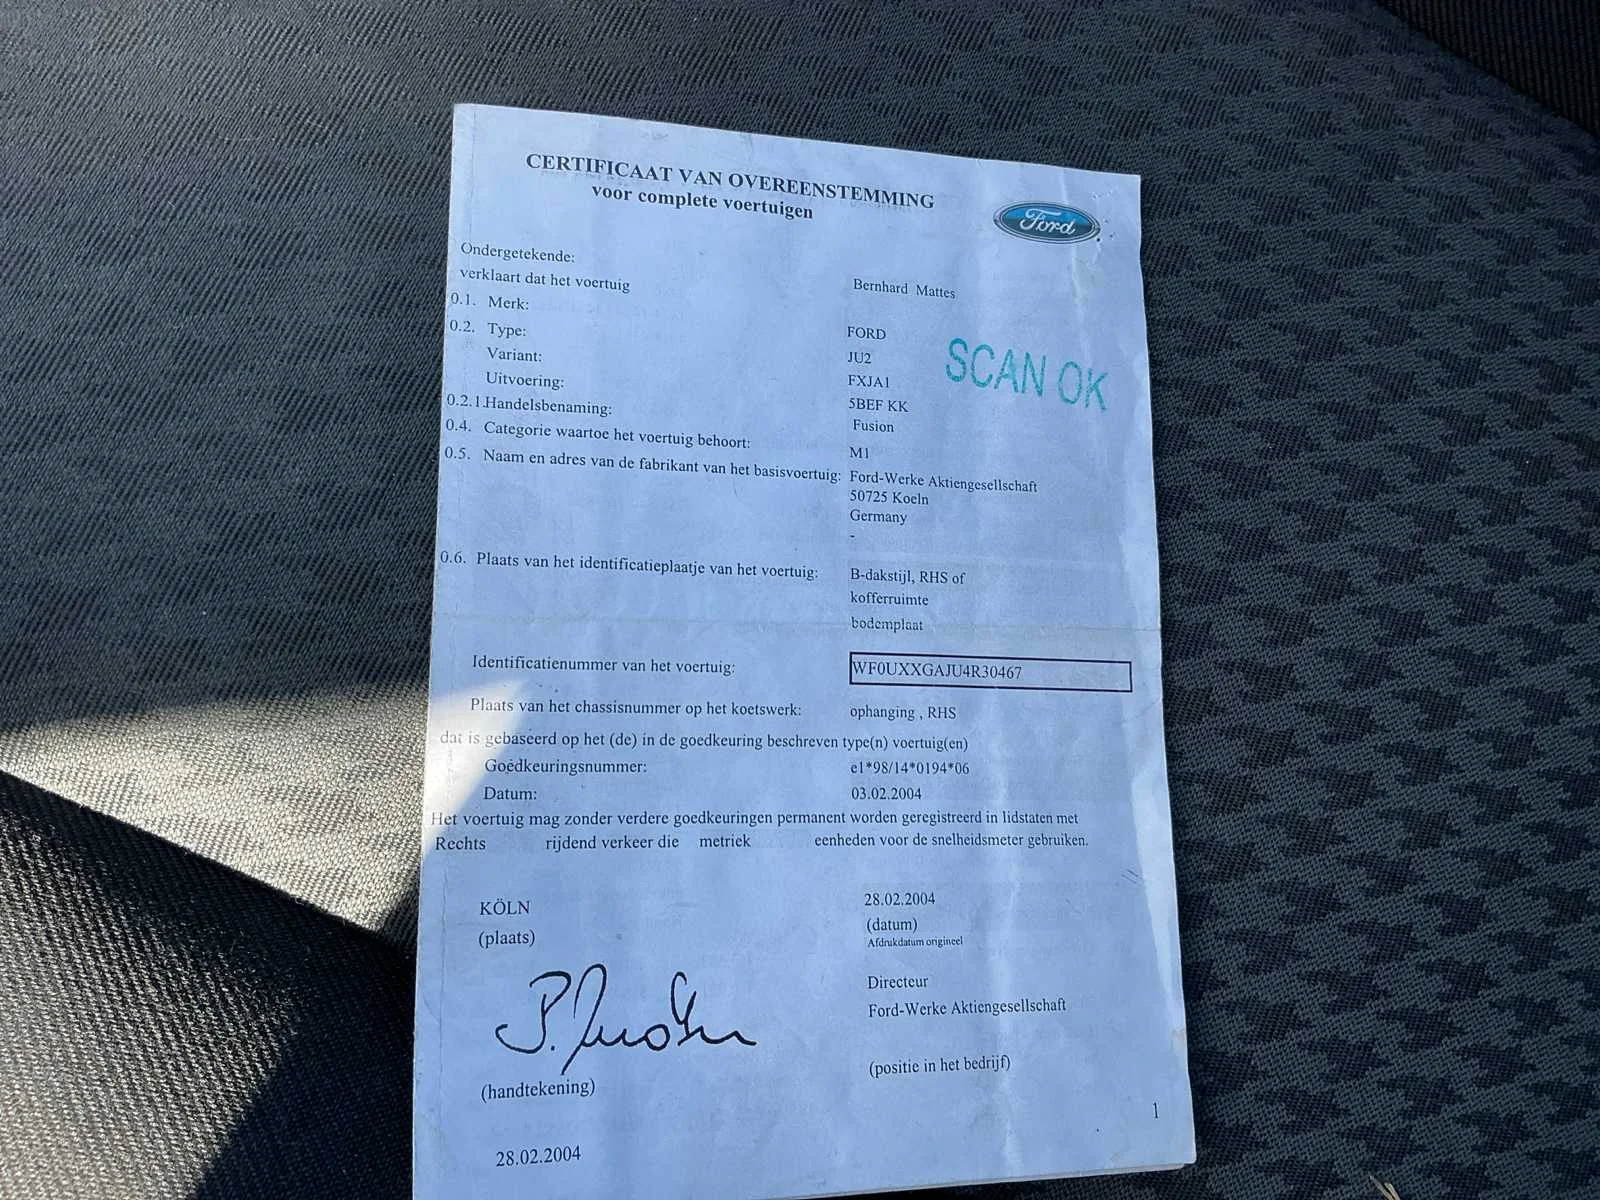 CERTIFICAAT VAN OVEREENSTEMMING
voor complete voertuigen
Ford
Ondergetekende:
verklaart dat het voertuig Bernhard Mattes
0.1. Merk: FORD
0.2. Type: JU2
Variant: FXJA1
Uitvoering: 5BEF KK
0.2.1.Handelsbenaming: Fusion
SCAN OK
0.4. Categorie waartoe het voertuig behoort: M1
0.5. Naam en adres van de fabrikant van het basisvoertuig: Ford-Werke Aktiengesellschaft
50725 Koeln
Germany
-
0.6. Plaats van het identificatieplaatje van het voertuig: B-dakstijl, RHS of
kofferruimte
bodemplaat
Identificatienummer van het voertuig: WF0UXXGAJU4R30467
Plaats van het chassisnummer op het koetswerk: ophanging , RHS
dat is gebaseerd op het (de) in de goedkeuring beschreven type(n) voertuig(en)
Goedkeuringsnummer: e1*98/14*0194*06
Datum: 03.02.2004
Het voertuig mag zonder verdere goedkeuringen permanent worden geregistreerd in lidstaten met
Rechts rijdend verkeer die metriek eenheden voor de snelheidsmeter gebruiken.
KÖLN 28.02.2004
(plaats) (datum)
Afdrukdatum origineel
Directeur
Ford-Werke Aktiengesellschaft
(handtekening) (positie in het bedrijf)
1
28.02.2004